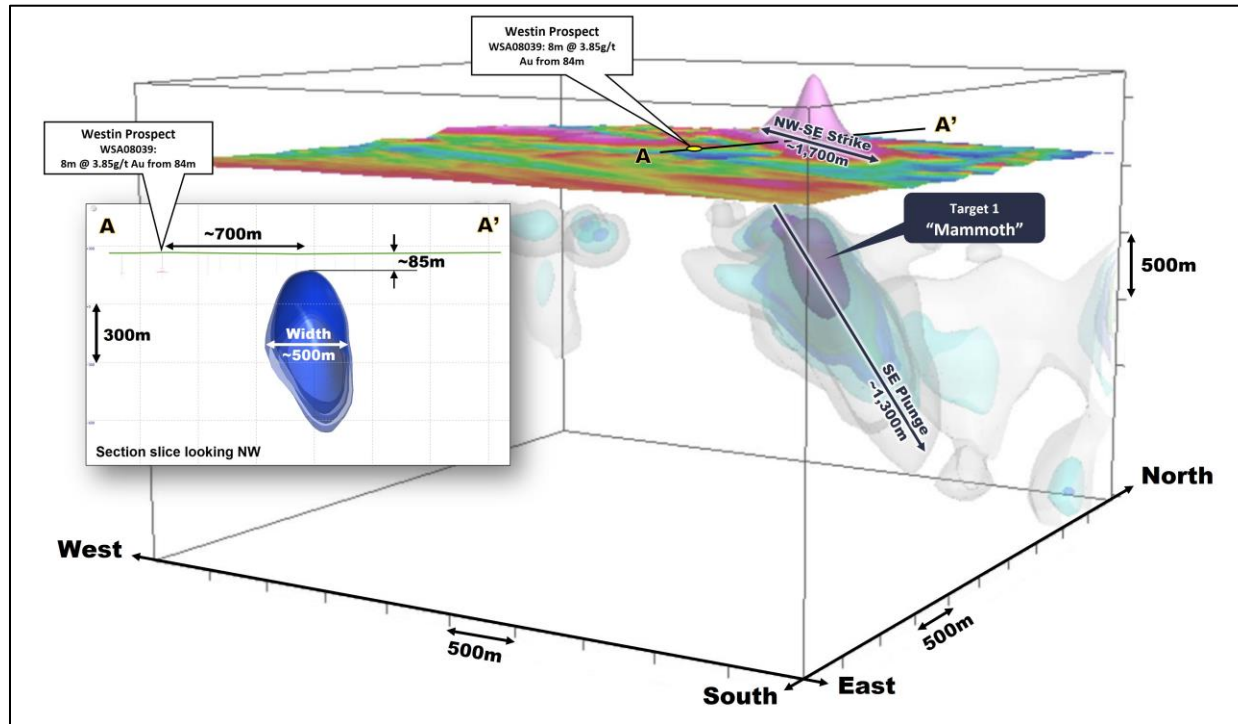 Westin Prospect
WSA08039: 8m @ 3.85g/t
Au from 84m
Westin Prospect
WSA08039:
8m @ 3.85g/t Au from 84m
A
A'
NW-SE Strike
~1,700m
Target 1
“Mammoth”
500m
SE Plunge
~1,300m
A
A'
~700m
~85m
300m
Width
~500m
Section slice looking NW
North
West
500m
500m
South
East